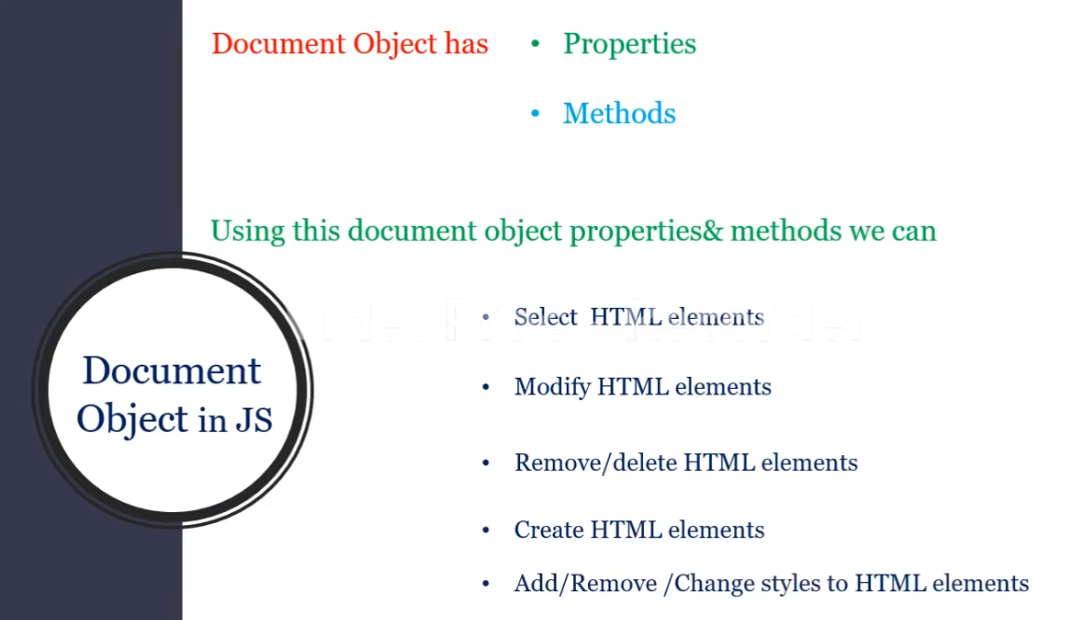 Document Object has • Properties
• Methods
Using this document object properties& methods we can
• Select HTML elements
Document
Object in JS
• Modify HTML elements
• Remove/delete HTML elements
• Create HTML elements
• Add/Remove /Change styles to HTML elements